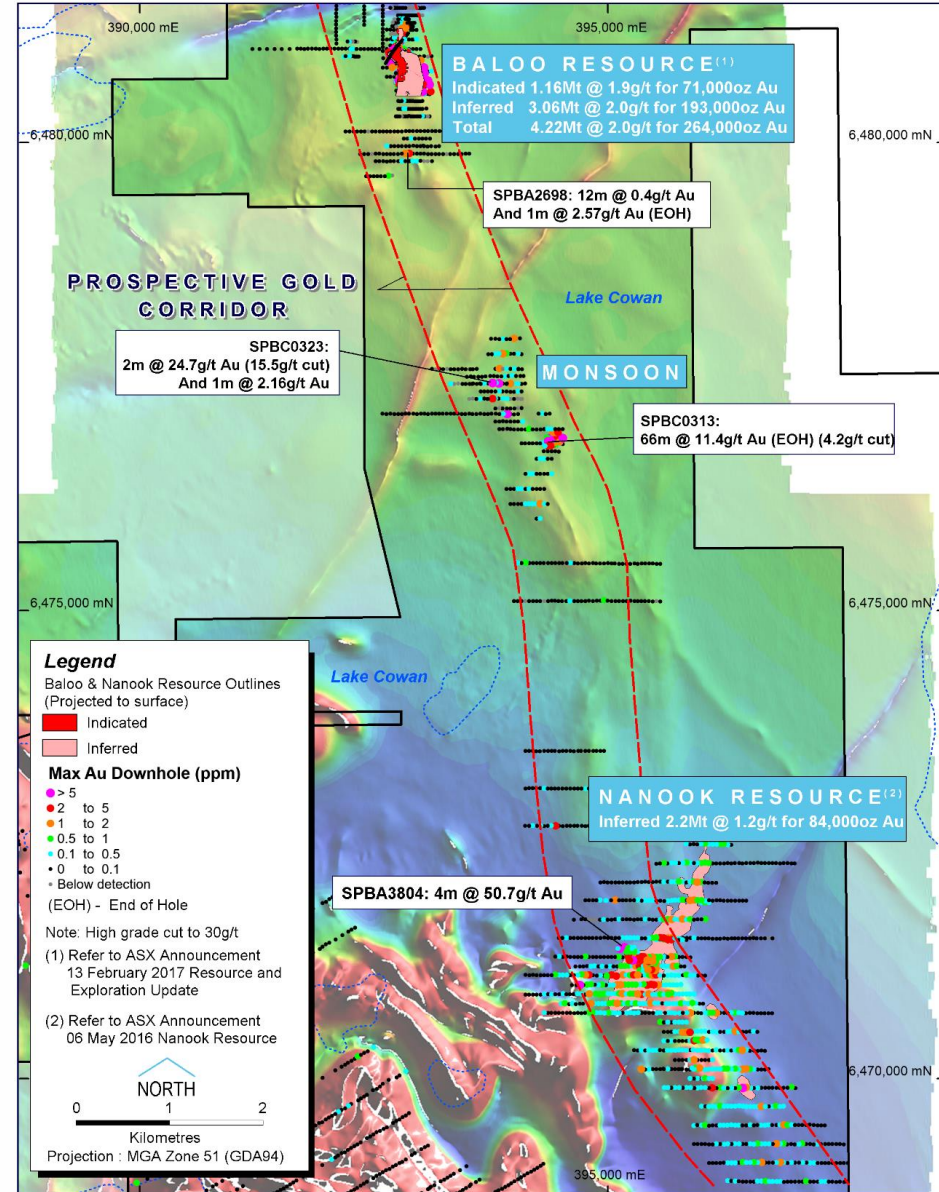 390,000 mE
395,000 mE
BALOO RESOURCE(1)
Indicated 1.16Mt @ 1.9g/t for 71,000oz Au
Inferred 3.06Mt @ 2.0g/t for 193,000oz Au
Total 4.22Mt @ 2.0g/t for 264,000oz Au
6,480,000 mN
6,480,000 mN
SPBA2698: 12m @ 0.4g/t Au
And 1m @ 2.57g/t Au (EOH)
PROSPECTIVE GOLD
CORRIDOR
Lake Cowan
SPBC0323:
2m @ 24.7g/t Au (15.5g/t cut)
And 1m @ 2.16g/t Au
MONSOON
SPBC0313:
66m @ 11.4g/t Au (EOH) (4.2g/t cut)
6,475,000 mN
6,475,000 mN
Lake Cowan
NANOOK RESOURCE(2)
Inferred 2.2Mt @ 1.2g/t for 84,000oz Au
SPBA3804: 4m @ 50.7g/t Au
6,470,000 mN
395,000 mE
Legend
Baloo & Nanook Resource Outlines
(Projected to surface)
Indicated
Inferred
Max Au Downhole (ppm)
> 5
2 to 5
1 to 2
0.5 to 1
0.1 to 0.5
0 to 0.1
Below detection
(EOH) - End of Hole
Note: High grade cut to 30g/t
(1) Refer to ASX Announcement
13 February 2017 Resource and
Exploration Update
(2) Refer to ASX Announcement
06 May 2016 Nanook Resource
NORTH
0 1 2
Kilometres
Projection : MGA Zone 51 (GDA94)